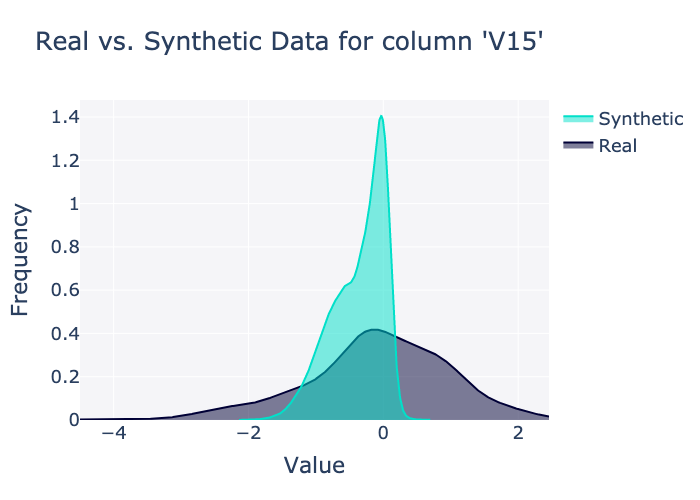 Real vs. Synthetic Data for column 'V15'
Synthetic
Real
Frequency
1.4
1.2
1
0.8
0.6
0.4
0.2
0
−4
−2
0
2
Value